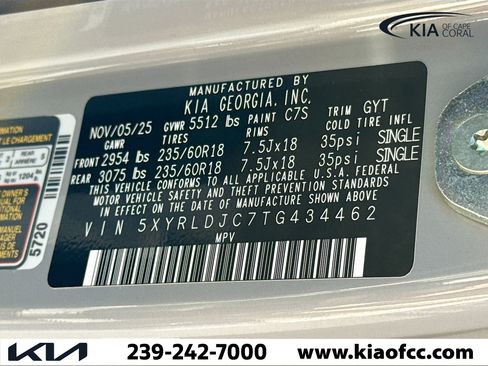 KIA OF CAPE CORAL
MANUFACTURED BY
KIA GEORGIA, INC.
NOV/05/25 GVWR 5512 lbs PAINT C7S TRIM GYT
GAWR TIRES RIMS COLD TIRE INFL
FRONT 2954 lbs 235/60R18 7.5Jx18 35psi SINGLE
REAR 3075 lbs 235/60R18 7.5Jx18 35psi SINGLE
THIS VEHICLE CONFORMS TO ALL APPLICABLE U.S.A. FEDERAL MOTOR
VEHICLE SAFETY, BUMPER, AND THEFT PREVENTION STANDARDS
IN EFFECT ON THE DATE OF MANUFACTURE SHOWN ABOVE.
VIN 5XYRLDJC7TG434462
MPV
5720
KIA 239-242-7000 www.kiaofcc.com